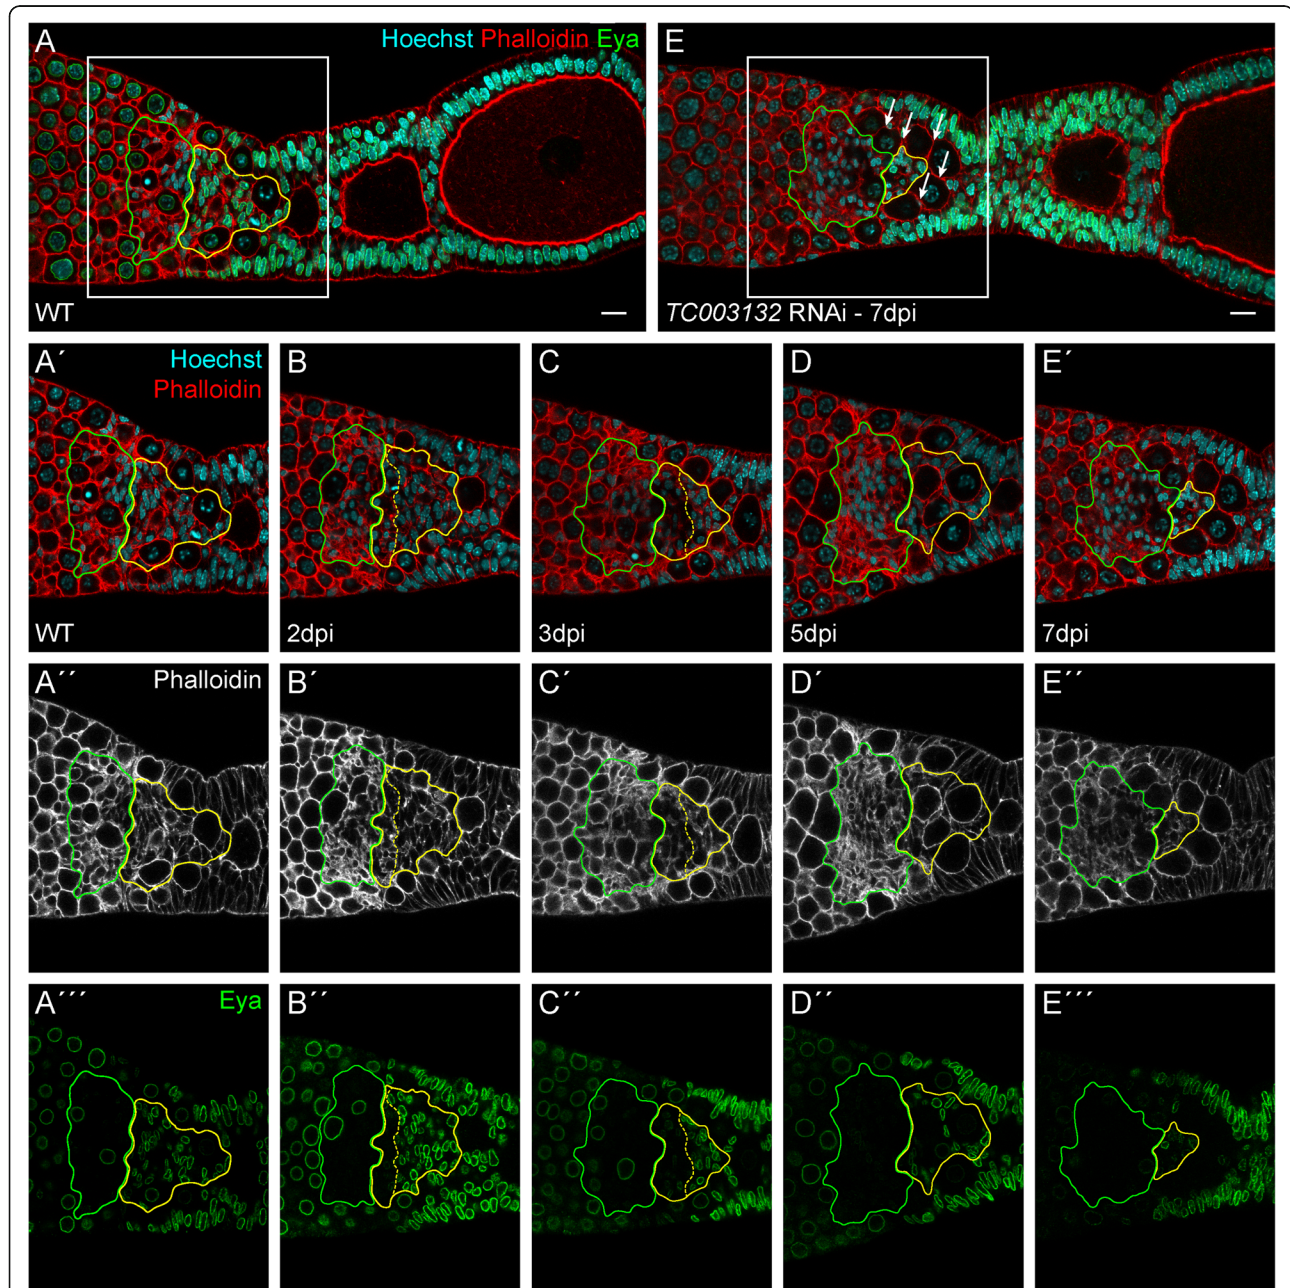 A
Hoechst Phalloidin Eya
WT
E
TC003132 RNAi - 7dpi
A´
Hoechst
Phalloidin
WT
B
2dpi
C
3dpi
D
5dpi
E´
7dpi
A´´
Phalloidin
B´
C´
D´
E´´
A´´´
Eya
B´´
C´´
D´´
E´´´